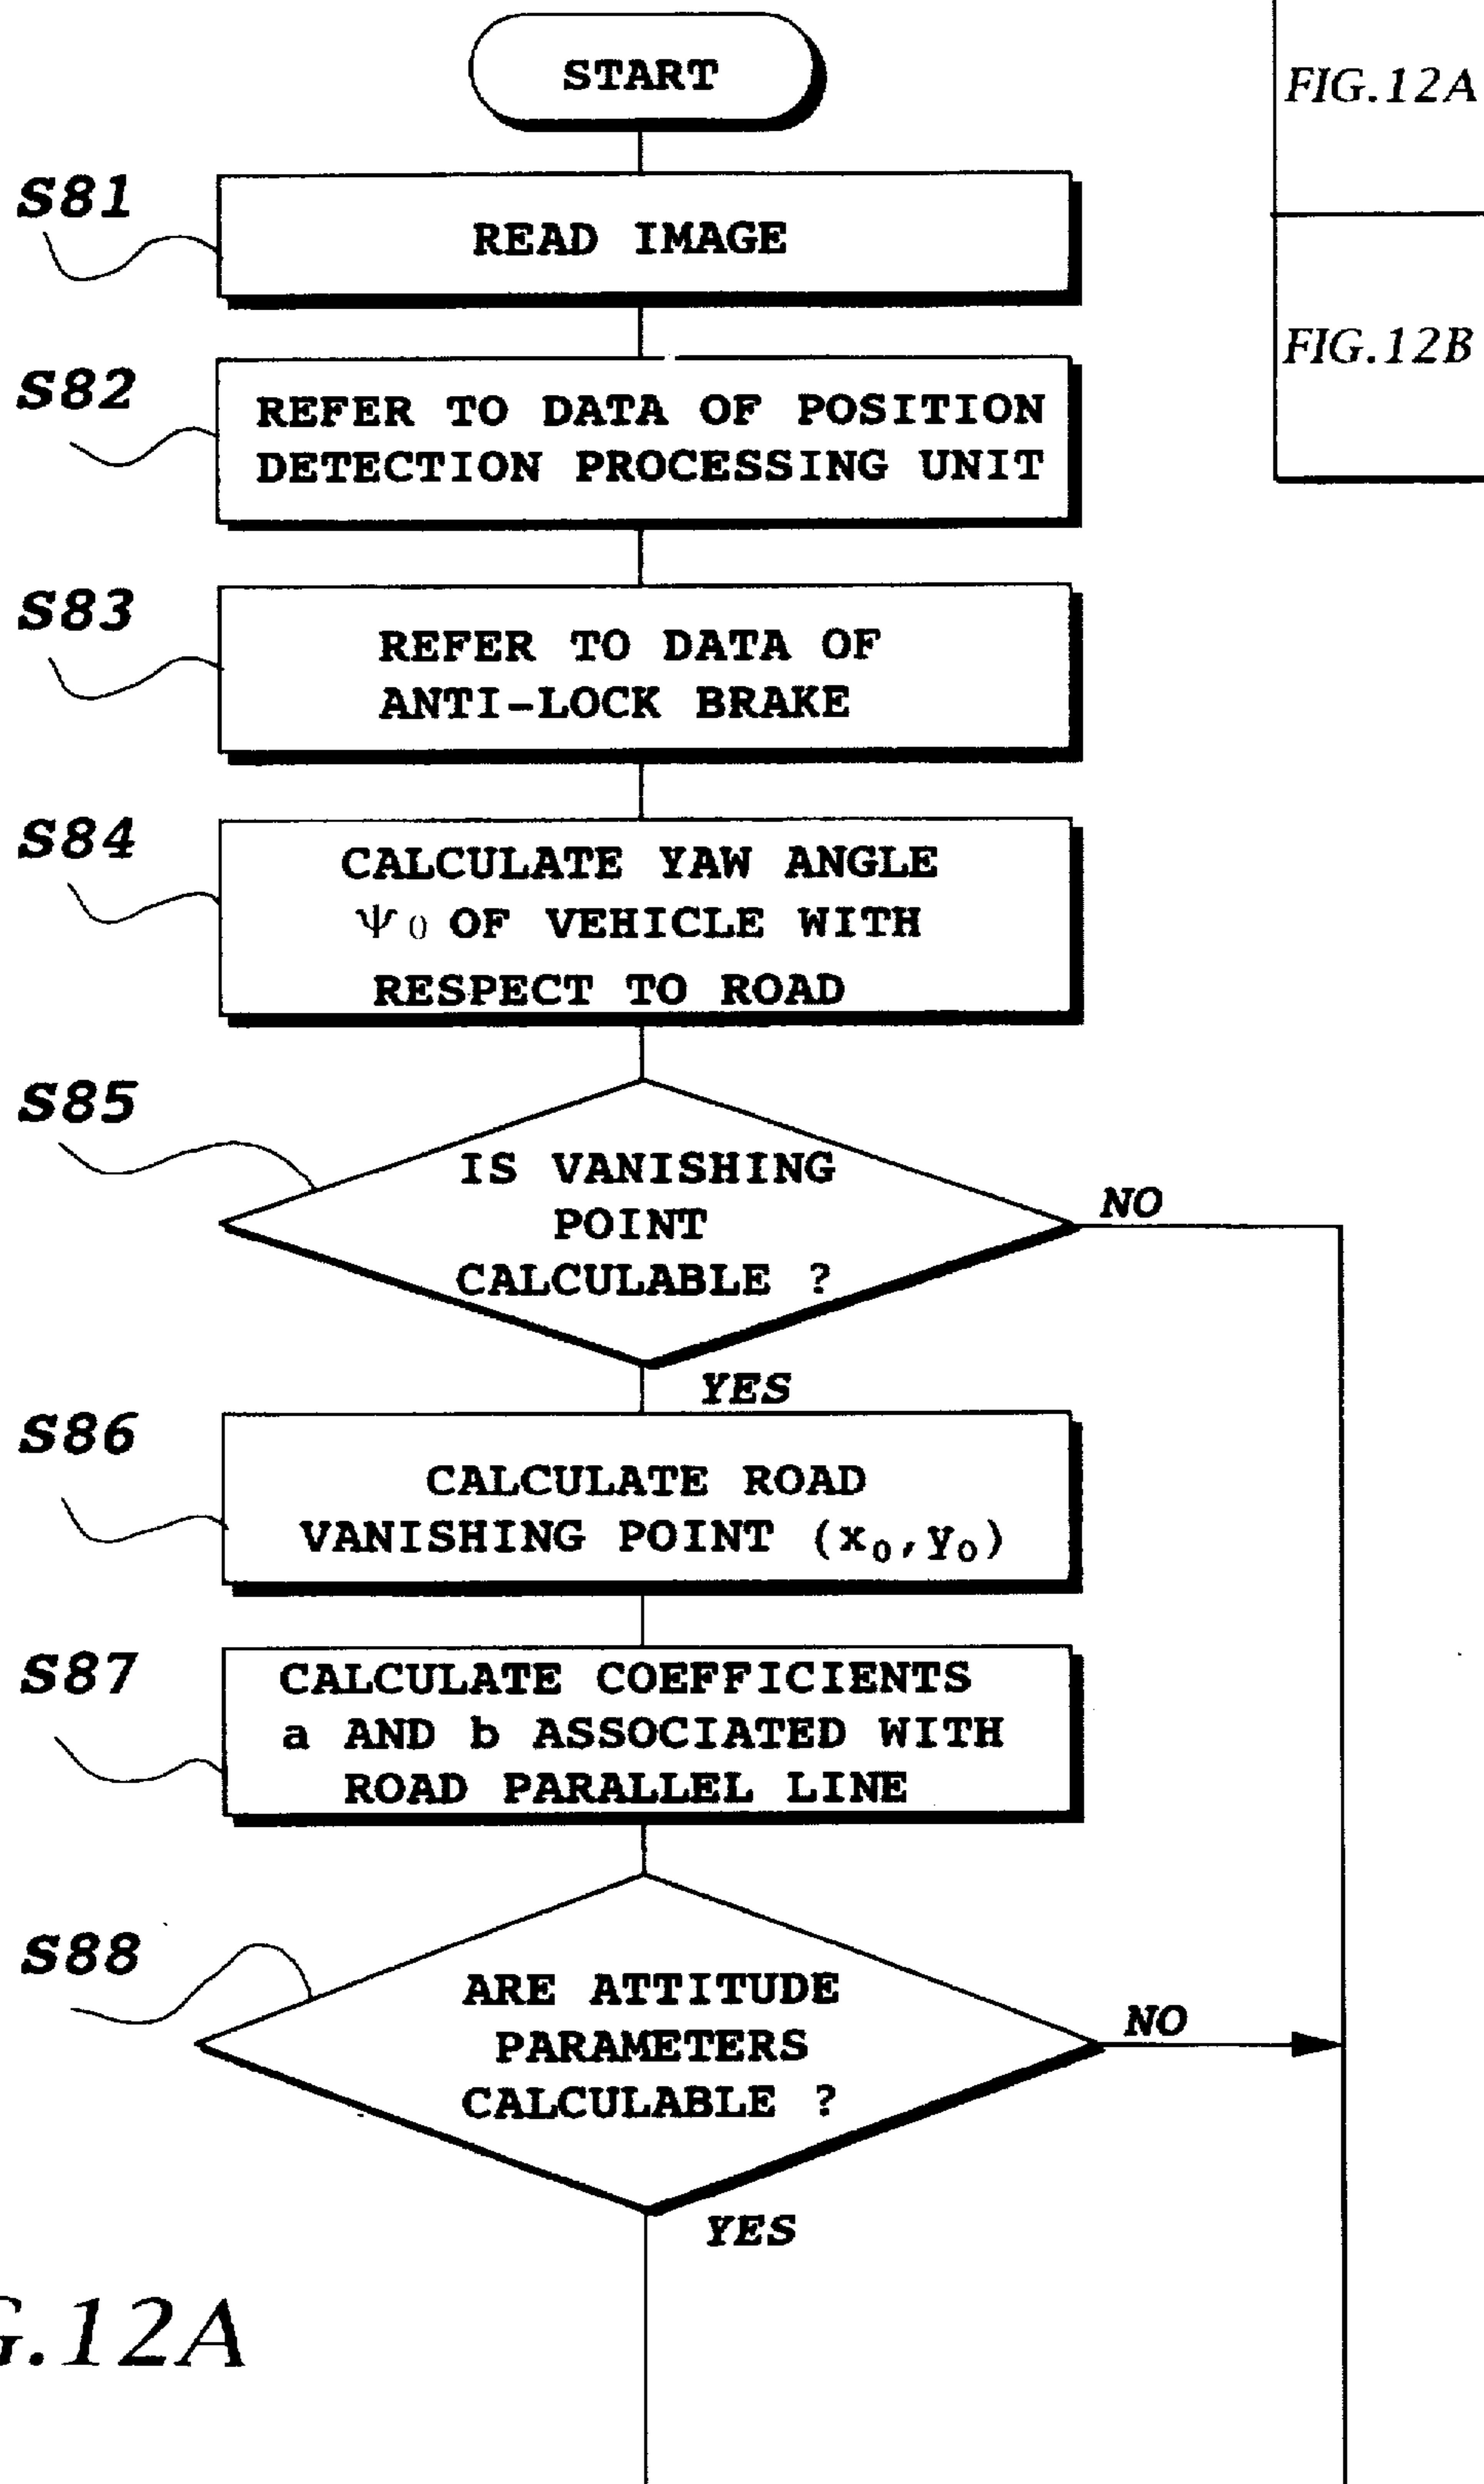 START
FIG.12A
S81
READ IMAGE
FIG.12B
S82
REFER TO DATA OF POSITION
DETECTION PROCESSING UNIT
S83
REFER TO DATA OF
ANTI-LOCK BRAKE
S84
CALCULATE YAW ANGLE
Ψ₀ OF VEHICLE WITH
RESPECT TO ROAD
S85
IS VANISHING
POINT
CALCULABLE ?
NO
YES
S86
CALCULATE ROAD
VANISHING POINT (x₀,y₀)
S87
CALCULATE COEFFICIENTS
a AND b ASSOCIATED WITH
ROAD PARALLEL LINE
S88
ARE ATTITUDE
PARAMETERS
CALCULABLE ?
NO
YES
G.12A